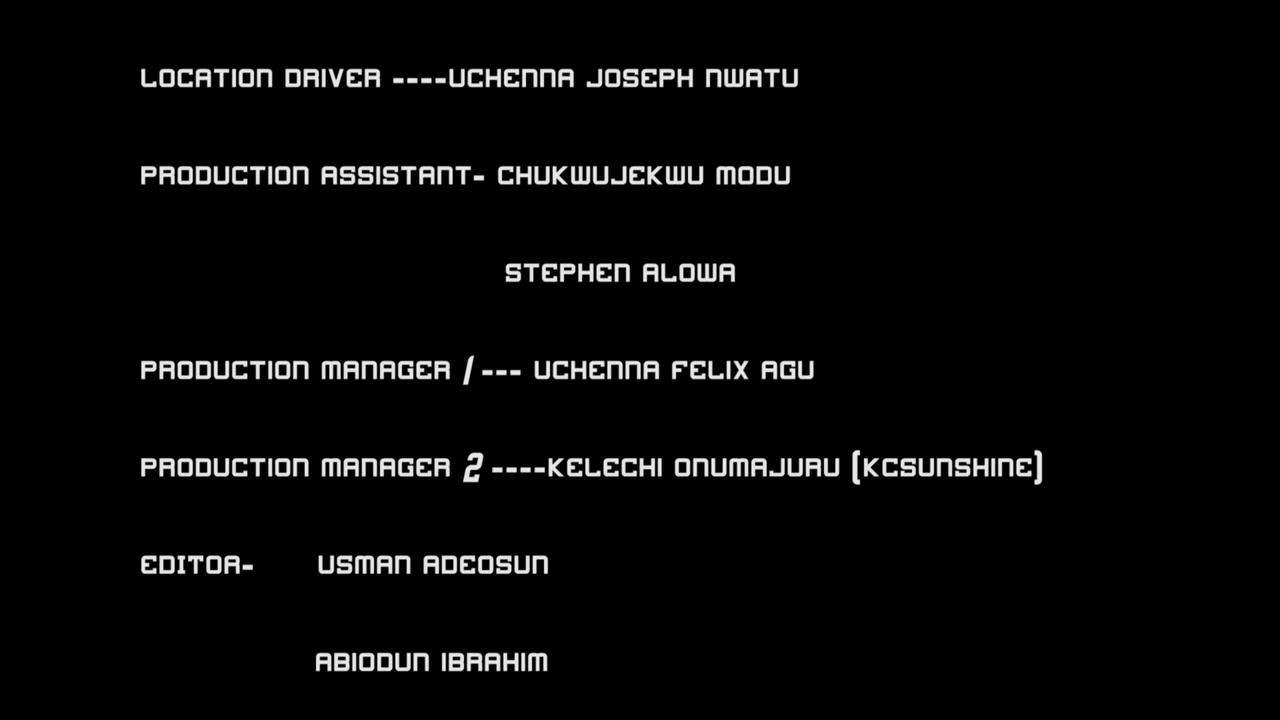 LOCATION DRIVER ----UCHENNA JOSEPH NWATU
PRODUCTION ASSISTANT- CHUKWUJEKWU MODU
STEPHEN ALOWA
PRODUCTION MANAGER 1--- UCHENNA FELIX AGU
PRODUCTION MANAGER 2 ----KELECHI ONUMAJURU (KCSUNSHINE)
EDITOR- USMAN ADEOSUN
ABIODUN IBRAHIM